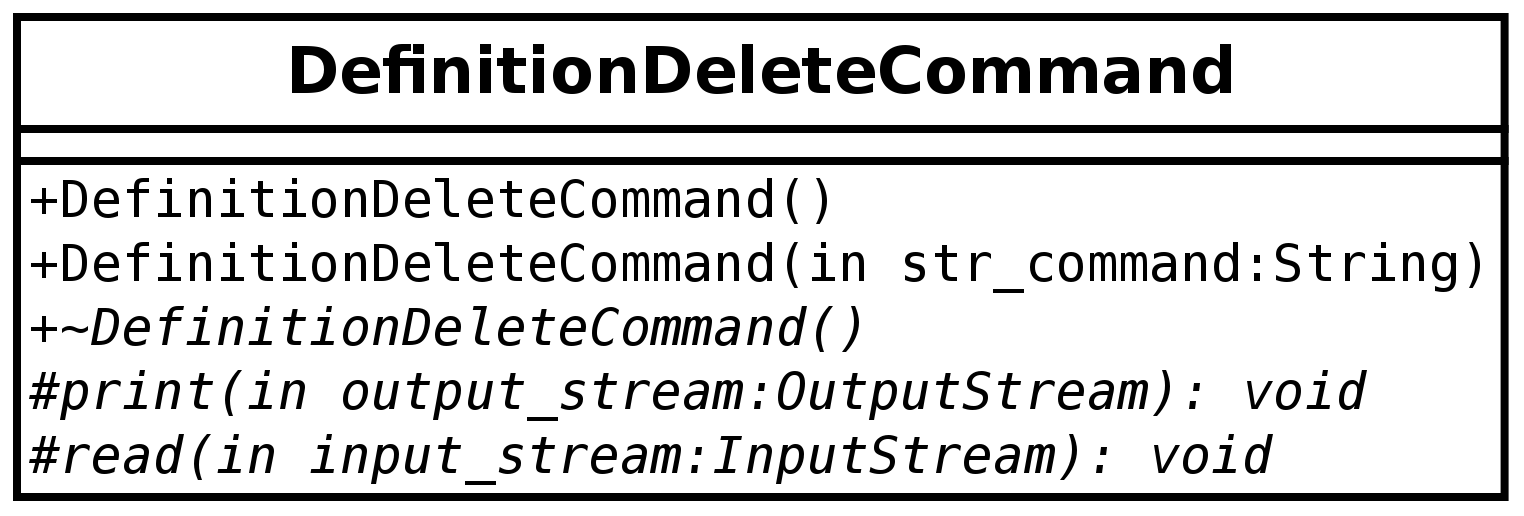 DefinitionDeleteCommand
+DefinitionDeleteCommand()
+DefinitionDeleteCommand(in str_command:String)
+~DefinitionDeleteCommand()
#print(in output_stream:OutputStream): void
#read(in input_stream:InputStream): void